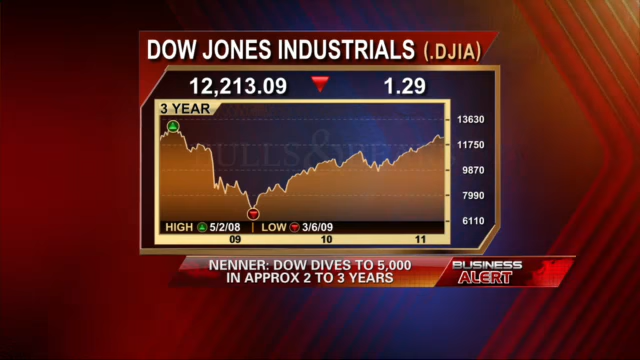 DOW JONES INDUSTRIALS (.DJIA)
12,213.09 1.29
3 YEAR
13630
11750
9870
7990
6110
BULLS&
HIGH 5/2/08 LOW 3/6/09
09 10 11
NENNER: DOW DIVES TO 5,000
IN APPROX 2 TO 3 YEARS
BUSINESS
ALERT